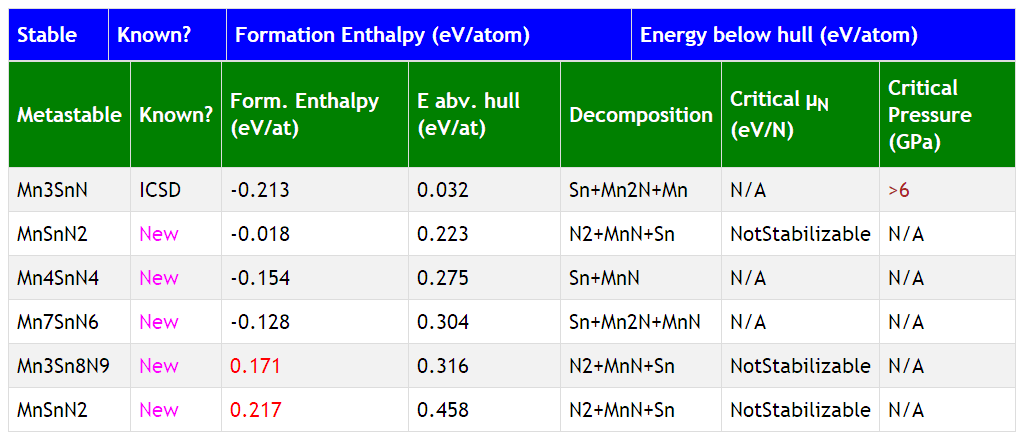 Stable Known? Formation Enthalpy (eV/atom) Energy below hull (eV/atom)
Metastable Known? Form. Enthalpy (eV/at) E abv. hull (eV/at) Decomposition Critical μN (eV/N) Critical Pressure (GPa)
Mn3SnN ICSD -0.213 0.032 Sn+Mn2N+Mn N/A >6
MnSnN2 New -0.018 0.223 N2+MnN+Sn NotStabilizable N/A
Mn4SnN4 New -0.154 0.275 Sn+MnN N/A N/A
Mn7SnN6 New -0.128 0.304 Sn+Mn2N+MnN N/A N/A
Mn3Sn8N9 New 0.171 0.316 N2+MnN+Sn NotStabilizable N/A
MnSnN2 New 0.217 0.458 N2+MnN+Sn NotStabilizable N/A